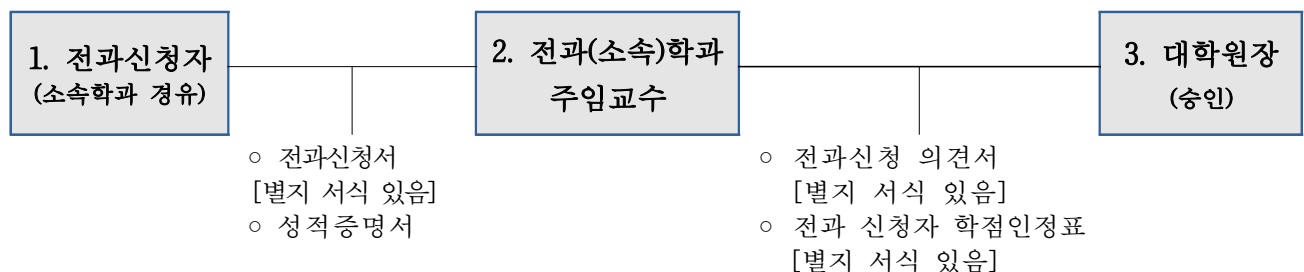 1. 전과신청자
(소속학과 경유)
2. 전과(소속)학과
주임교수
3. 대학원장
(승인)
○ 전과신청서
[별지 서식 있음]
○ 성적증명서
○ 전과신청 의견서
[별지 서식 있음]
○ 전과 신청자 학점인정표
[별지 서식 있음]